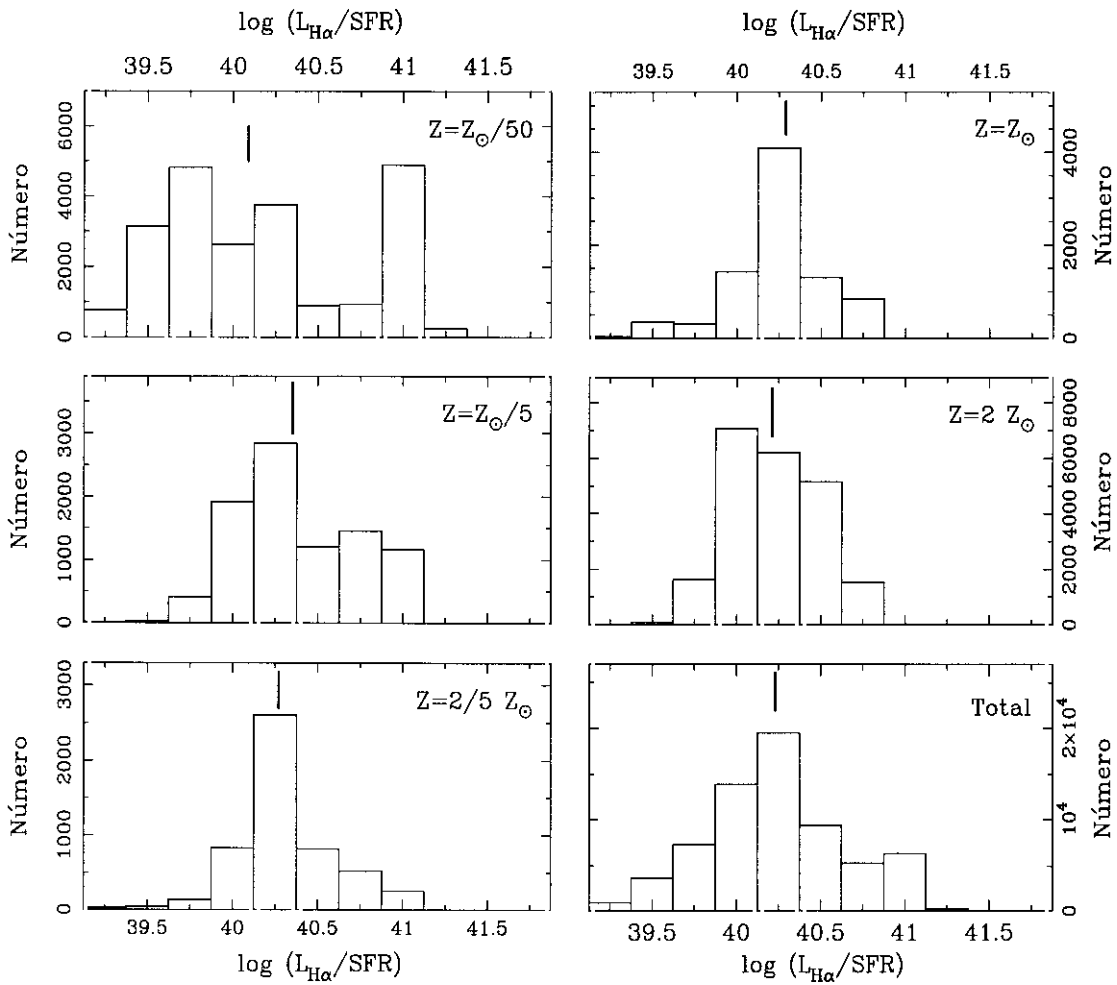 log (L_Hα/SFR)
39.5 40 40.5 41 41.5
log (L_Hα/SFR)
39.5 40 40.5 41 41.5
Número
0 2000 4000 6000
Z=Z⊙/50
Z=Z⊙
0 2000 4000
Número
Número
0 1000 2000 3000
Z=Z⊙/5
Z=2 Z⊙
0 2000 4000 6000 8000
Número
Número
0 1000 2000 3000
Z=2/5 Z⊙
Total
0 10⁴ 2×10⁴
Número
39.5 40 40.5 41 41.5
log (L_Hα/SFR)
39.5 40 40.5 41 41.5
log (L_Hα/SFR)